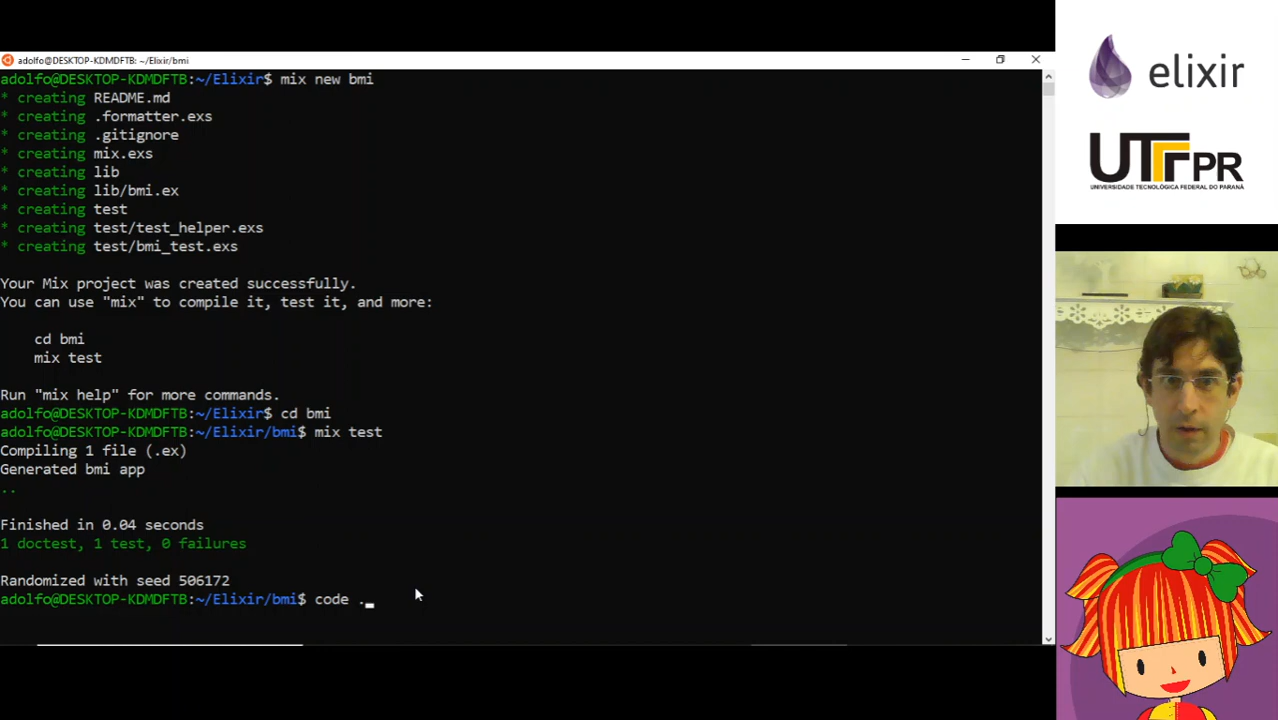 adolfo@DESKTOP-KDMDFTB: ~/Elixir/bmi
adolfo@DESKTOP-KDMDFTB:~/Elixir$ mix new bmi
* creating README.md
* creating .formatter.exs
* creating .gitignore
* creating mix.exs
* creating lib
* creating lib/bmi.ex
* creating test
* creating test/test_helper.exs
* creating test/bmi_test.exs
Your Mix project was created successfully.
You can use "mix" to compile it, test it, and more:
cd bmi
mix test
Run "mix help" for more commands.
adolfo@DESKTOP-KDMDFTB:~/Elixir$ cd bmi
adolfo@DESKTOP-KDMDFTB:~/Elixir/bmi$ mix test
Compiling 1 file (.ex)
Generated bmi app
..
Finished in 0.04 seconds
1 doctest, 1 test, 0 failures
Randomized with seed 506172
adolfo@DESKTOP-KDMDFTB:~/Elixir/bmi$ code ._
elixir
UTFPR
UNIVERSIDADE TECNOLÓGICA FEDERAL DO PARANÁ